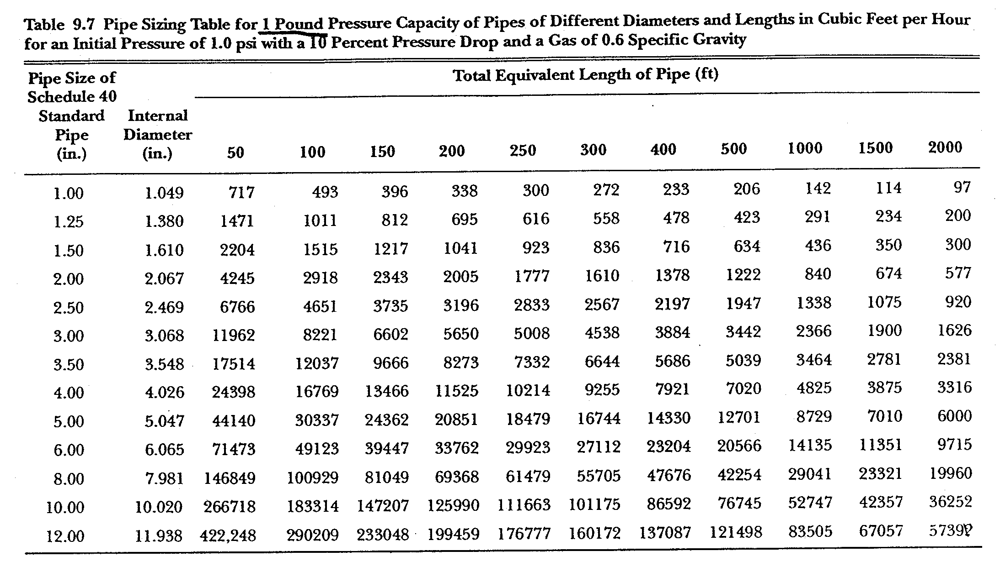 Table 9.7 Pipe Sizing Table for 1 Pound Pressure Capacity of Pipes of Different Diameters and Lengths in Cubic Feet per Hour
for an Initial Pressure of 1.0 psi with a 10 Percent Pressure Drop and a Gas of 0.6 Specific Gravity
Pipe Size of Total Equivalent Length of Pipe (ft)
Schedule 40
Standard Internal
Pipe Diameter
(in.) (in.) 50 100 150 200 250 300 400 500 1000 1500 2000
1.00 1.049 717 493 396 338 300 272 233 206 142 114 97
1.25 1.380 1471 1011 812 695 616 558 478 423 291 234 200
1.50 1.610 2204 1515 1217 1041 923 836 716 634 436 350 300
2.00 2.067 4245 2918 2343 2005 1777 1610 1378 1222 840 674 577
2.50 2.469 6766 4651 3735 3196 2833 2567 2197 1947 1338 1075 920
3.00 3.068 11962 8221 6602 5650 5008 4538 3884 3442 2366 1900 1626
3.50 3.548 17514 12037 9666 8273 7332 6644 5686 5039 3464 2781 2381
4.00 4.026 24398 16769 13466 11525 10214 9255 7921 7020 4825 3875 3316
5.00 5.047 44140 30337 24362 20851 18479 16744 14330 12701 8729 7010 6000
6.00 6.065 71473 49123 39447 33762 29923 27112 23204 20566 14135 11351 9715
8.00 7.981 146849 100929 81049 69368 61479 55705 47676 42254 29041 23321 19960
10.00 10.020 266718 183314 147207 125990 111663 101175 86592 76745 52747 42357 36252
12.00 11.938 422,248 290209 233048 199459 176777 160172 137087 121498 83505 67057